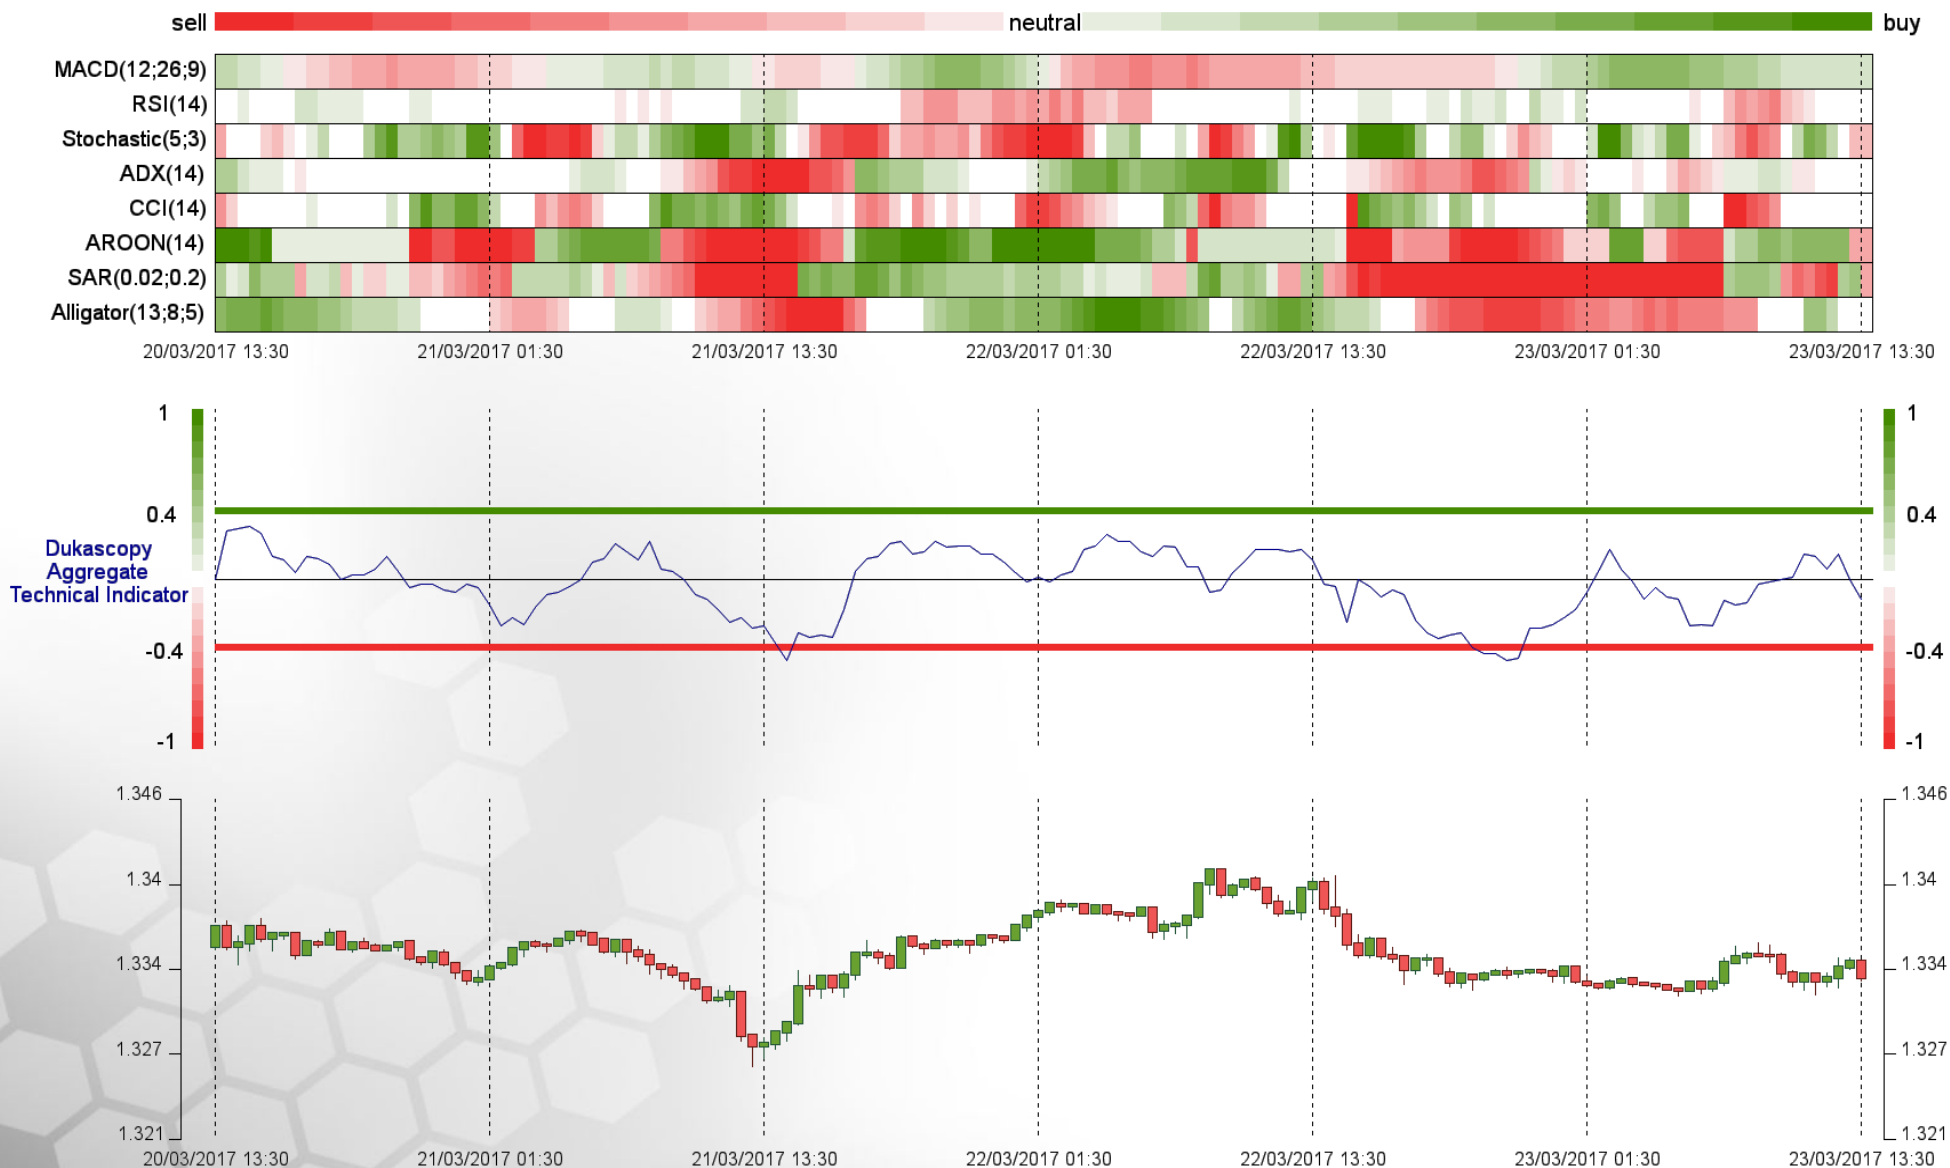 sell neutral buy
MACD(12;26;9)
RSI(14)
Stochastic(5;3)
ADX(14)
CCI(14)
AROON(14)
SAR(0.02;0.2)
Alligator(13;8;5)
20/03/2017 13:30 21/03/2017 01:30 21/03/2017 13:30 22/03/2017 01:30 22/03/2017 13:30 23/03/2017 01:30 23/03/2017 13:30
1 1
0.4 0.4
Dukascopy
Aggregate
Technical Indicator
-0.4 -0.4
-1 -1
1.346 1.346
1.34 1.34
1.334 1.334
1.327 1.327
1.321 1.321
20/03/2017 13:30 21/03/2017 01:30 21/03/2017 13:30 22/03/2017 01:30 22/03/2017 13:30 23/03/2017 01:30 23/03/2017 13:30